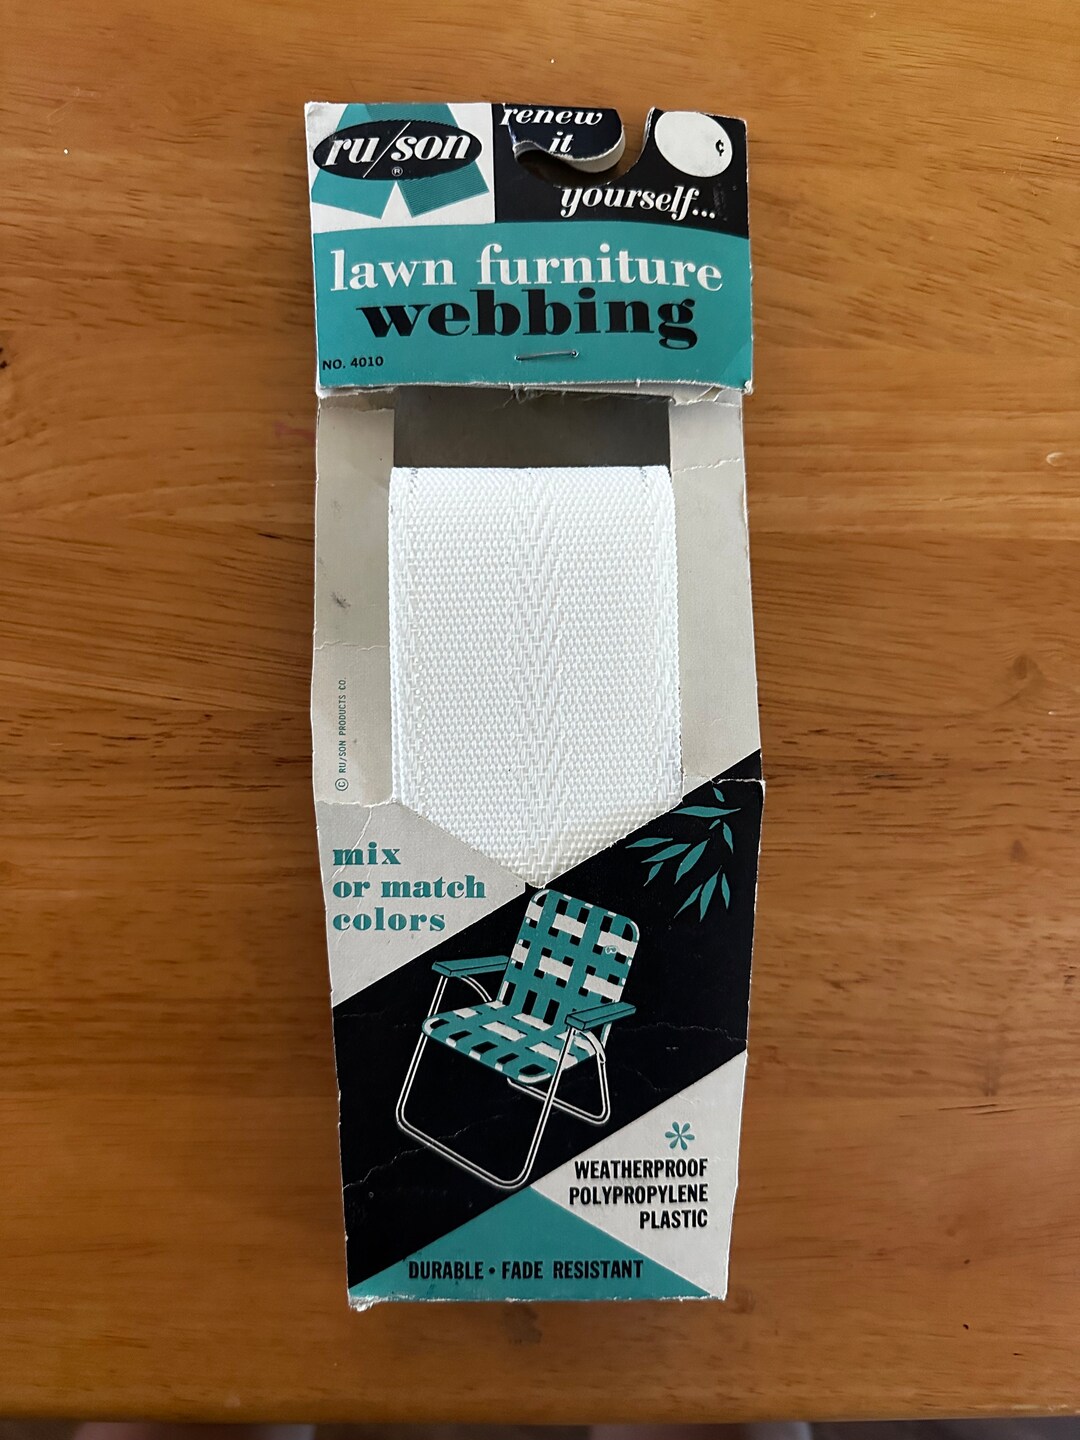 ru/son
®
renew
it
yourself...
¢
lawn furniture
webbing
NO. 4010
© RU/SON PRODUCTS CO.
mix
or match
colors
*
WEATHERPROOF
POLYPROPYLENE
PLASTIC
DURABLE • FADE RESISTANT